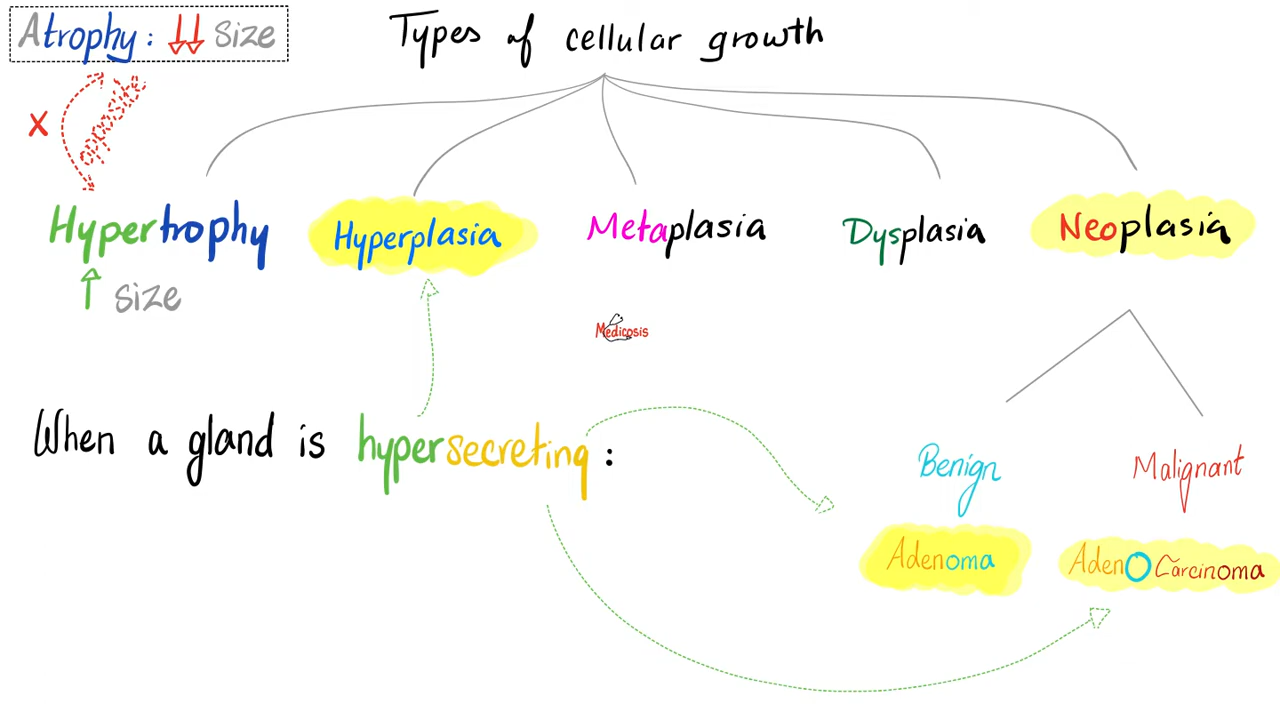 Atrophy: ↓↓ size
Types of cellular growth
X
opposite
Hypertrophy
Hyperplasia
Metaplasia
Dysplasia
Neoplasia
↑ size
Medicosis
When a gland is hypersecreting :
Benign
Malignant
Adenoma
AdenOCarcinoma